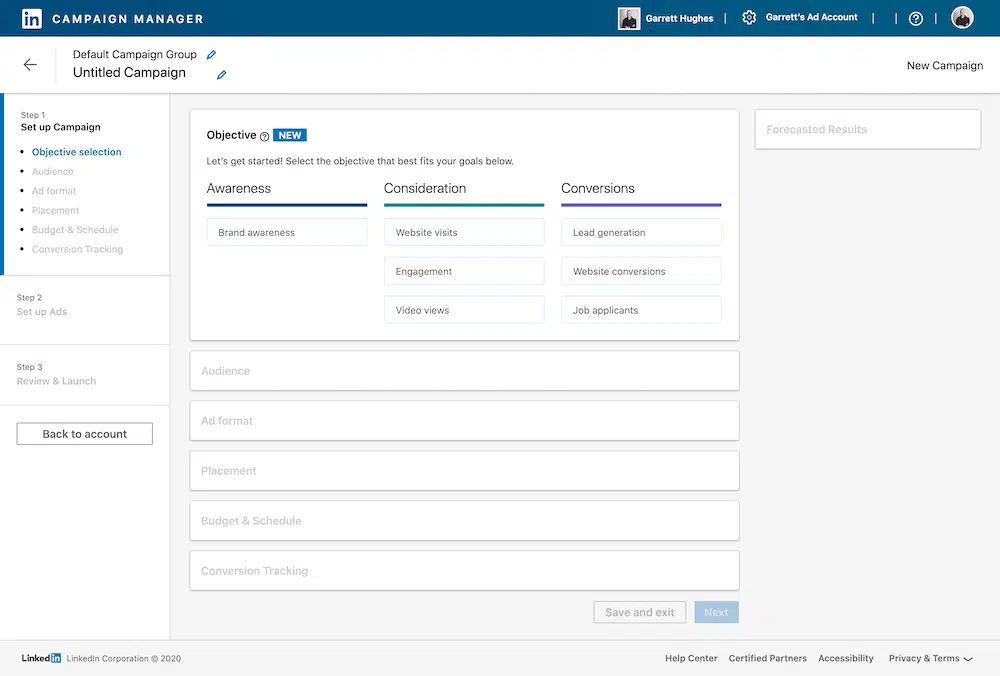 in CAMPAIGN MANAGER
Garrett Hughes
Garrett's Ad Account
?
Default Campaign Group
Untitled Campaign
New Campaign
Step 1
Set up Campaign
Objective selection
Audience
Ad format
Placement
Budget & Schedule
Conversion Tracking
Step 2
Set up Ads
Step 3
Review & Launch
Back to account
Objective ? NEW
Let's get started! Select the objective that best fits your goals below.
Awareness
Brand awareness
Consideration
Website visits
Engagement
Video views
Conversions
Lead generation
Website conversions
Job applicants
Audience
Ad format
Placement
Budget & Schedule
Conversion Tracking
Save and exit
Next
Forecasted Results
LinkedIn LinkedIn Corporation © 2020
Help Center
Certified Partners
Accessibility
Privacy & Terms